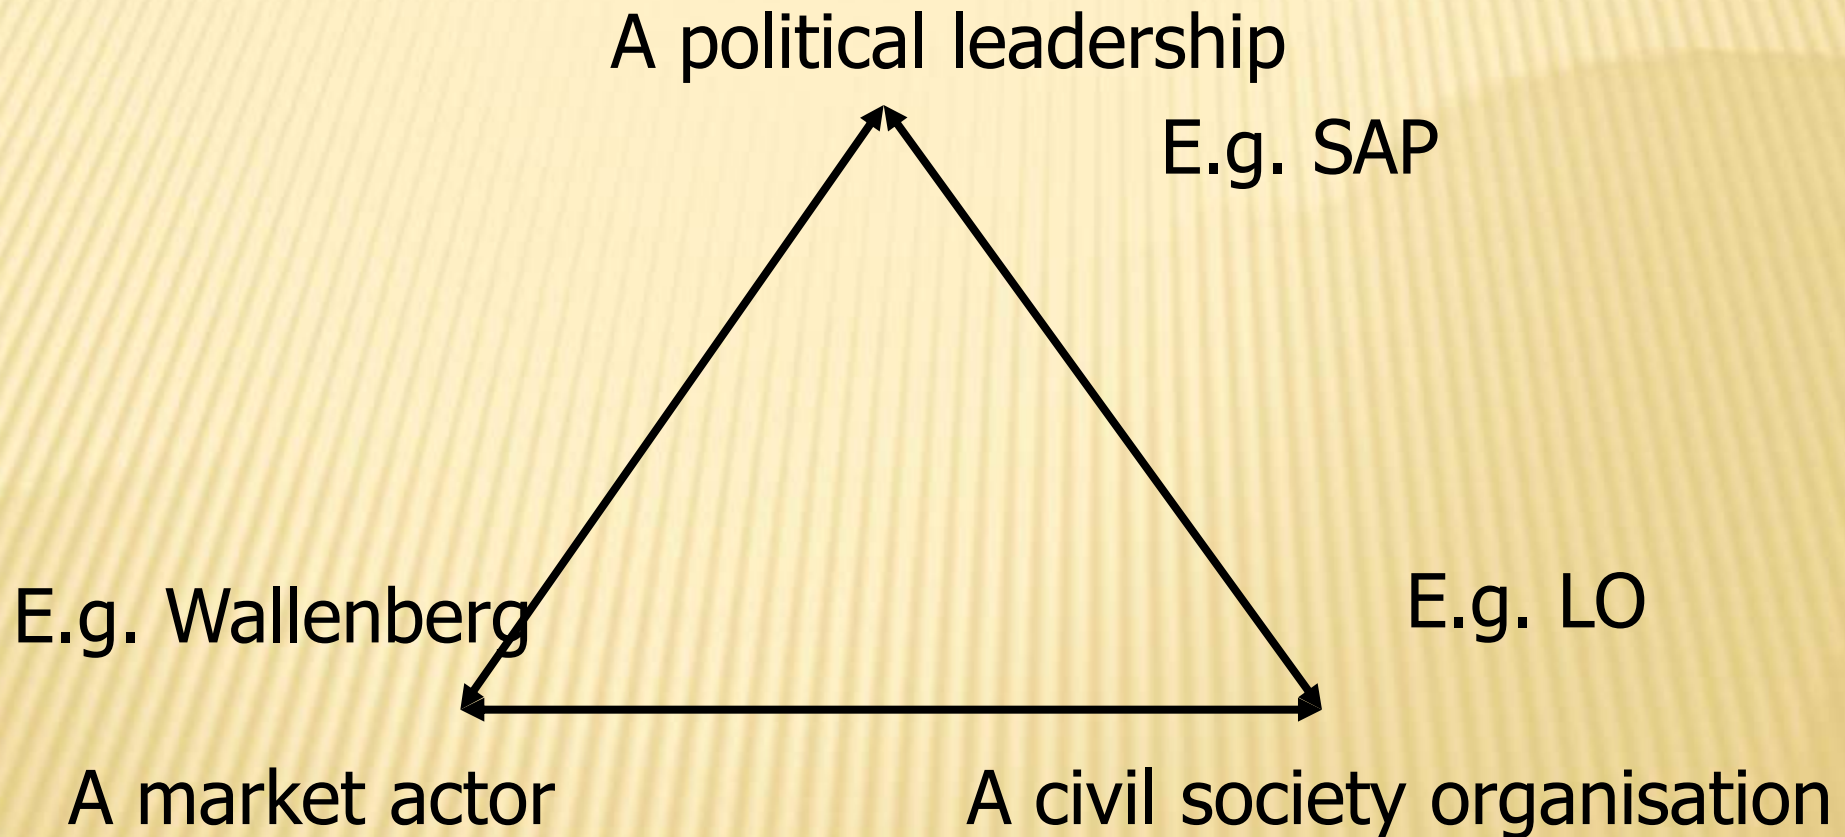 A political leadership
E.g. SAP
E.g. Wallenberg
E.g. LO
A market actor
A civil society organisation